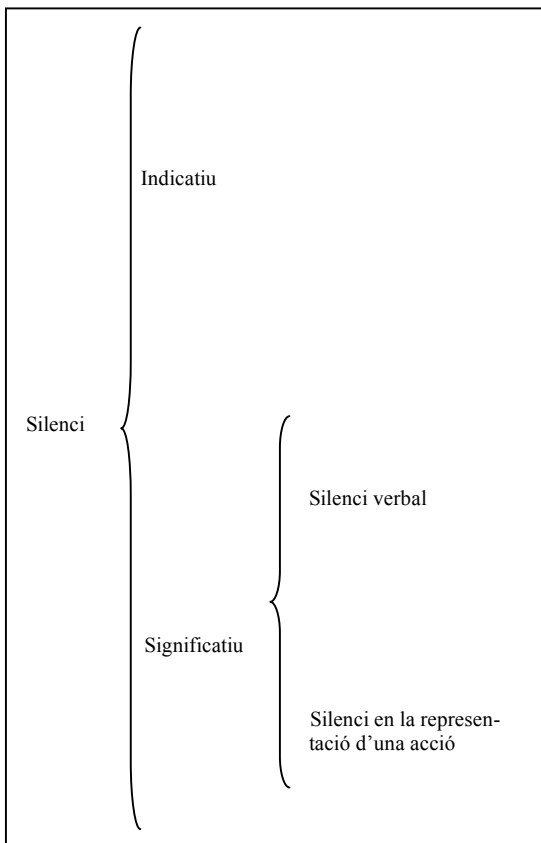 Indicatiu
Silenci
Silenci verbal
Significatiu
Silenci en la represen-
tació d’una acció